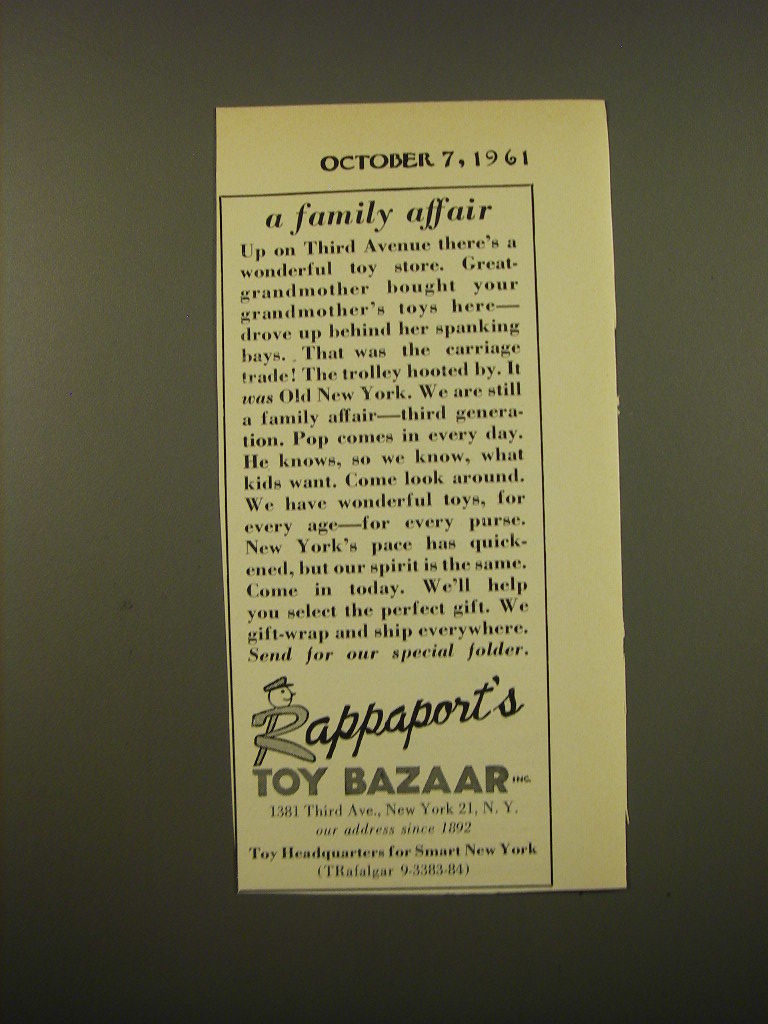 OCTOBER 7, 1961
a family affair
Up on Third Avenue there's a
wonderful toy store. Great-
grandmother bought your
grandmother's toys here—
drove up behind her spanking
bays. That was the carriage
trade! The trolley hooted by. It
was Old New York. We are still
a family affair—third genera-
tion. Pop comes in every day.
He knows, so we know, what
kids want. Come look around.
We have wonderful toys, for
every age—for every purse.
New York's pace has quick-
ened, but our spirit is the same.
Come in today. We'll help
you select the perfect gift. We
gift-wrap and ship everywhere.
Send for our special folder.
Rappaport's
TOY BAZAAR INC.
1381 Third Ave., New York 21, N. Y.
our address since 1892
Toy Headquarters for Smart New York
(TRafalgar 9-3383-84)